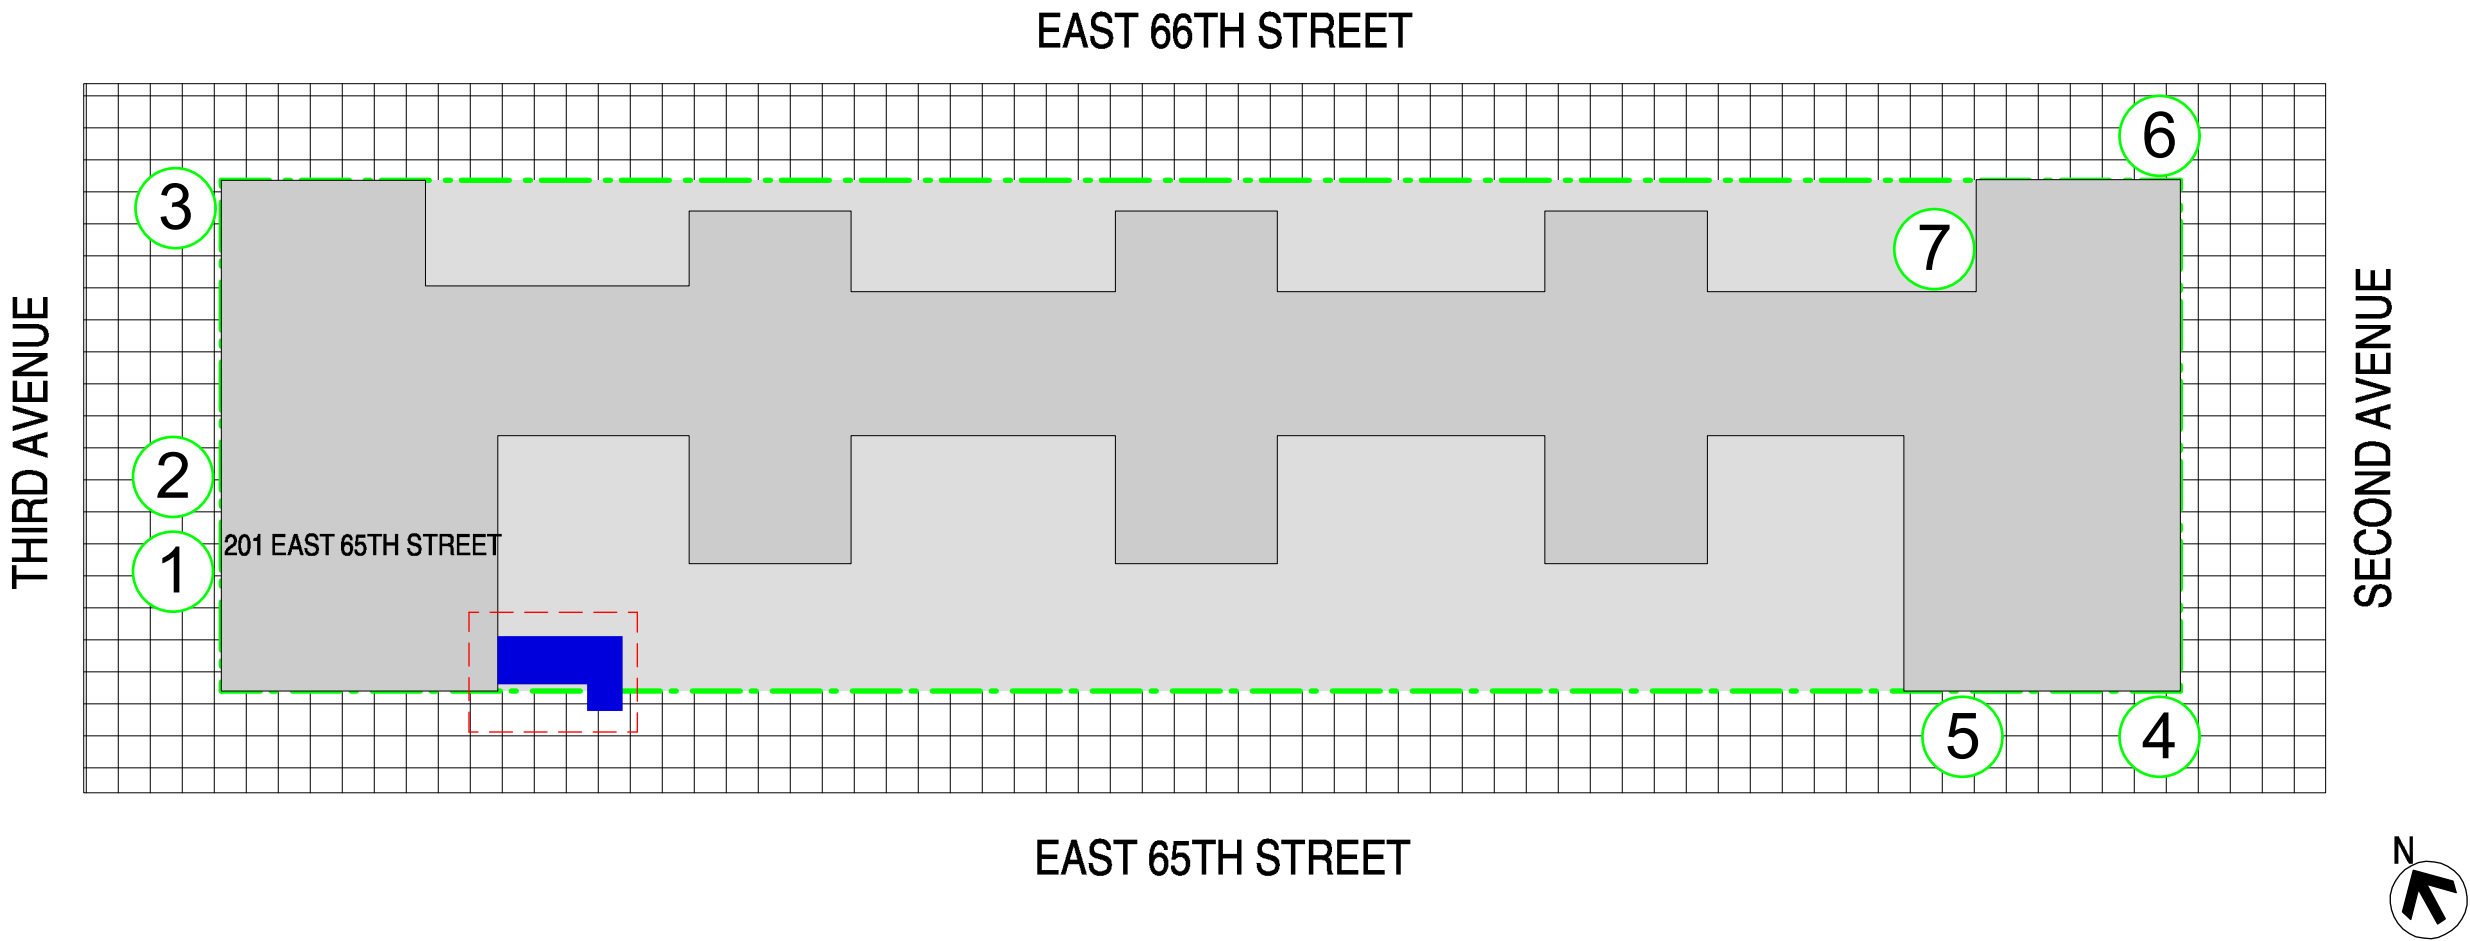 EAST 66TH STREET
6
3
7
THIRD AVENUE
SECOND AVENUE
2
201 EAST 65TH STREET
1
5
4
EAST 65TH STREET
N